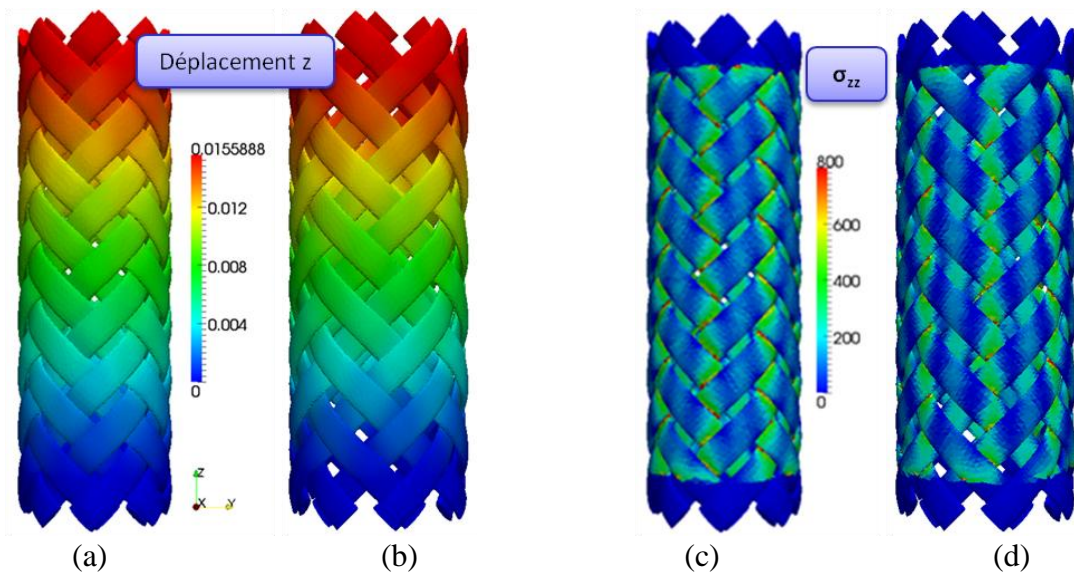 Déplacement z
0.0155888
0.012
0.008
0.004
0
Z
X
Y
σzz
800
600
400
200
0
(a)
(b)
(c)
(d)